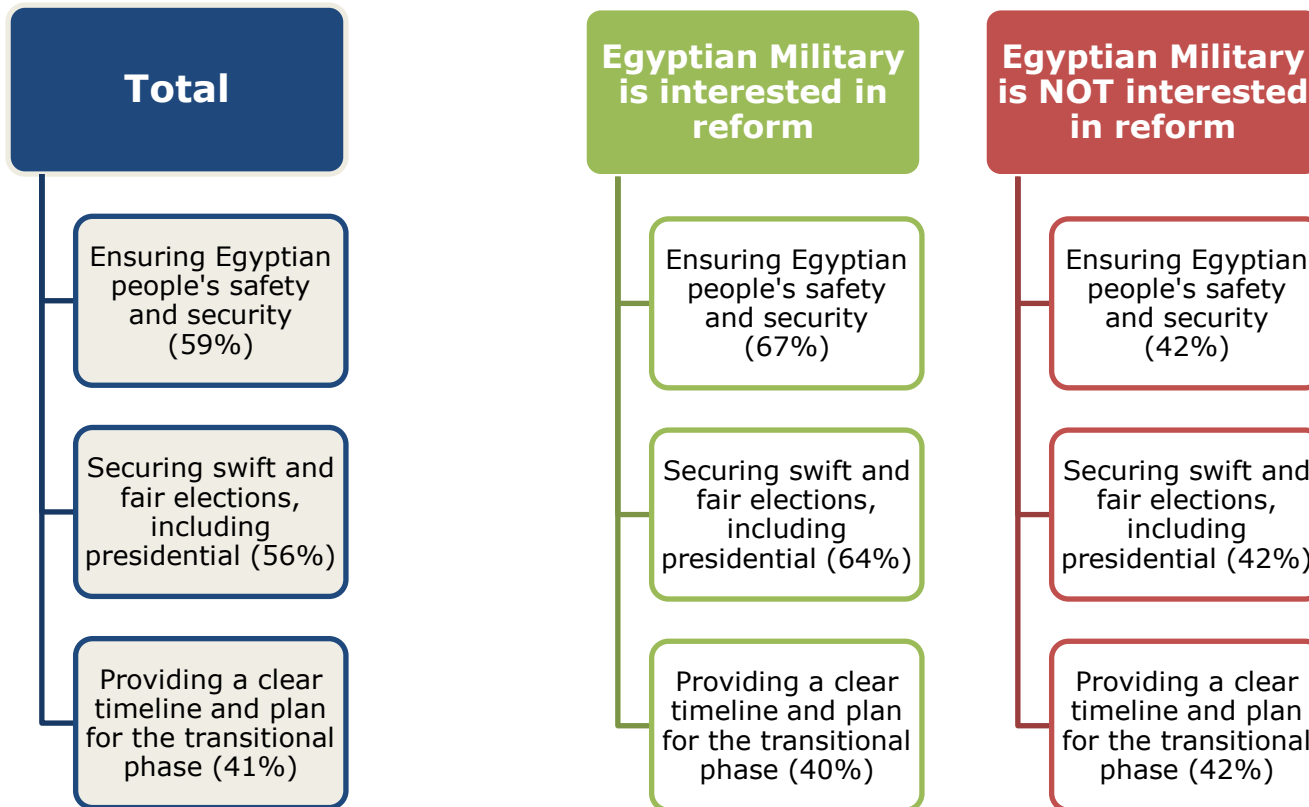 Total
Ensuring Egyptian
people's safety
and security
(59%)
Securing swift and
fair elections,
including
presidential (56%)
Providing a clear
timeline and plan
for the transitional
phase (41%)
Egyptian Military
is interested in
reform
Ensuring Egyptian
people's safety
and security
(67%)
Securing swift and
fair elections,
including
presidential (64%)
Providing a clear
timeline and plan
for the transitional
phase (40%)
Egyptian Military
is NOT interested
in reform
Ensuring Egyptian
people's safety
and security
(42%)
Securing swift and
fair elections,
including
presidential (42%)
Providing a clear
timeline and plan
for the transitional
phase (42%)